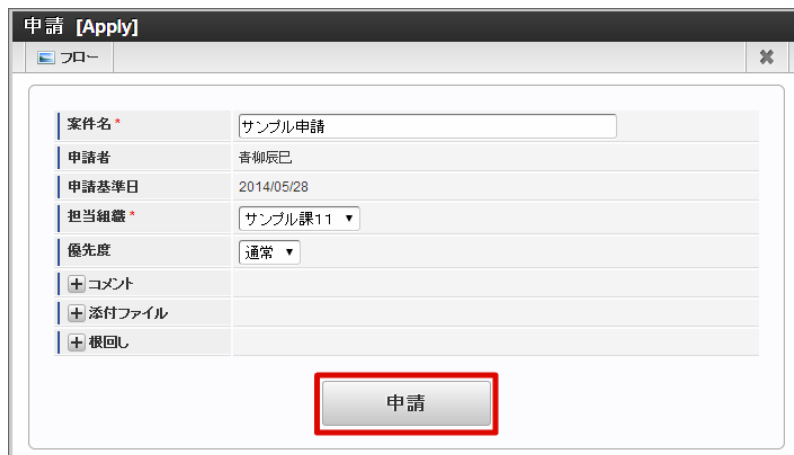 申請 [Apply]
フロー
案件名* サンプル申請
申請者 青柳辰巳
申請基準日 2014/05/28
担当組織* サンプル課11
優先度 通常
コメント
添付ファイル
根回し
申請